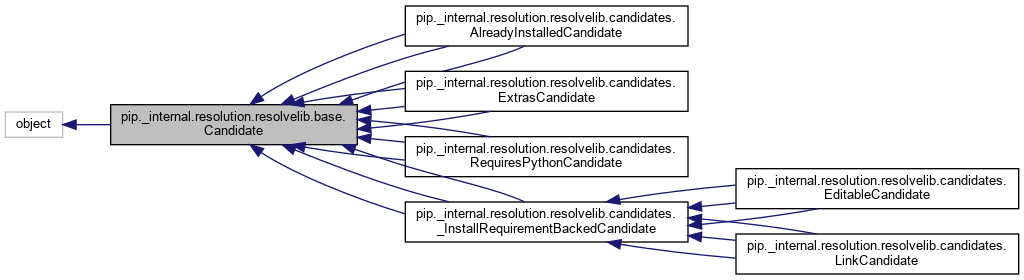 object
pip._internal.resolution.resolvelib.base.
Candidate
pip._internal.resolution.resolvelib.candidates.
AlreadyInstalledCandidate
pip._internal.resolution.resolvelib.candidates.
ExtrasCandidate
pip._internal.resolution.resolvelib.candidates.
RequiresPythonCandidate
pip._internal.resolution.resolvelib.candidates.
_InstallRequirementBackedCandidate
pip._internal.resolution.resolvelib.candidates.
EditableCandidate
pip._internal.resolution.resolvelib.candidates.
LinkCandidate